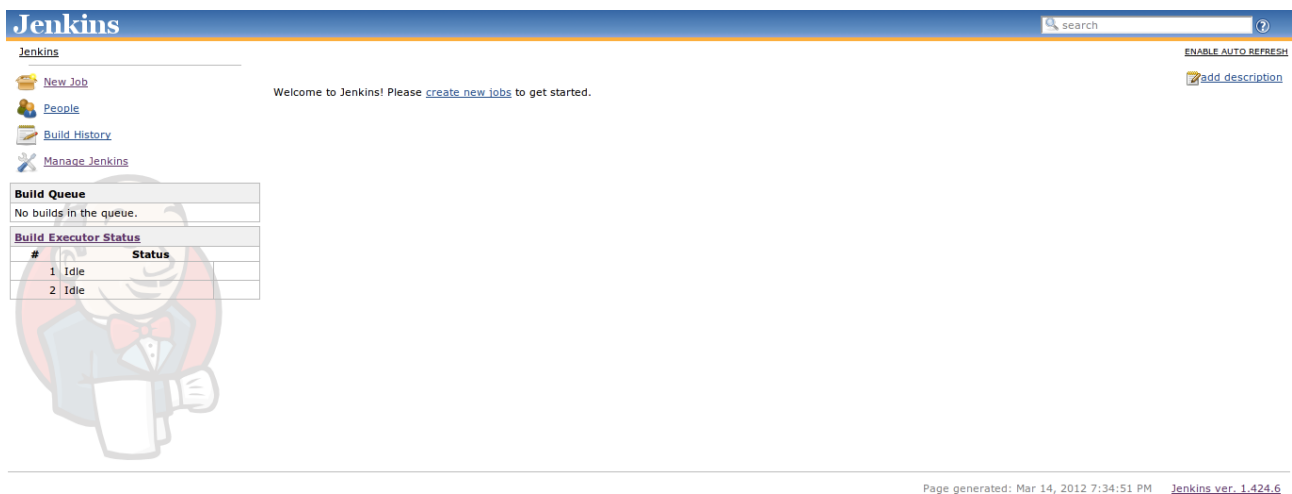 Jenkins
search
Jenkins
ENABLE AUTO REFRESH
New Job
add description
People
Welcome to Jenkins! Please create new jobs to get started.
Build History
Manage Jenkins
Build Queue
No builds in the queue.
Build Executor Status
# Status
1 Idle
2 Idle
Page generated: Mar 14, 2012 7:34:51 PM Jenkins ver. 1.424.6